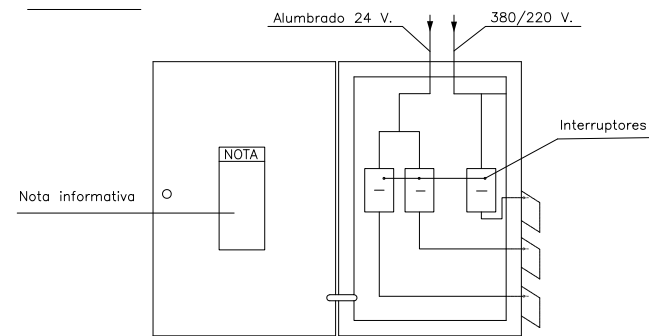 Alumbrado 24 V.
380/220 V.
Interruptores
NOTA
Nota informativa